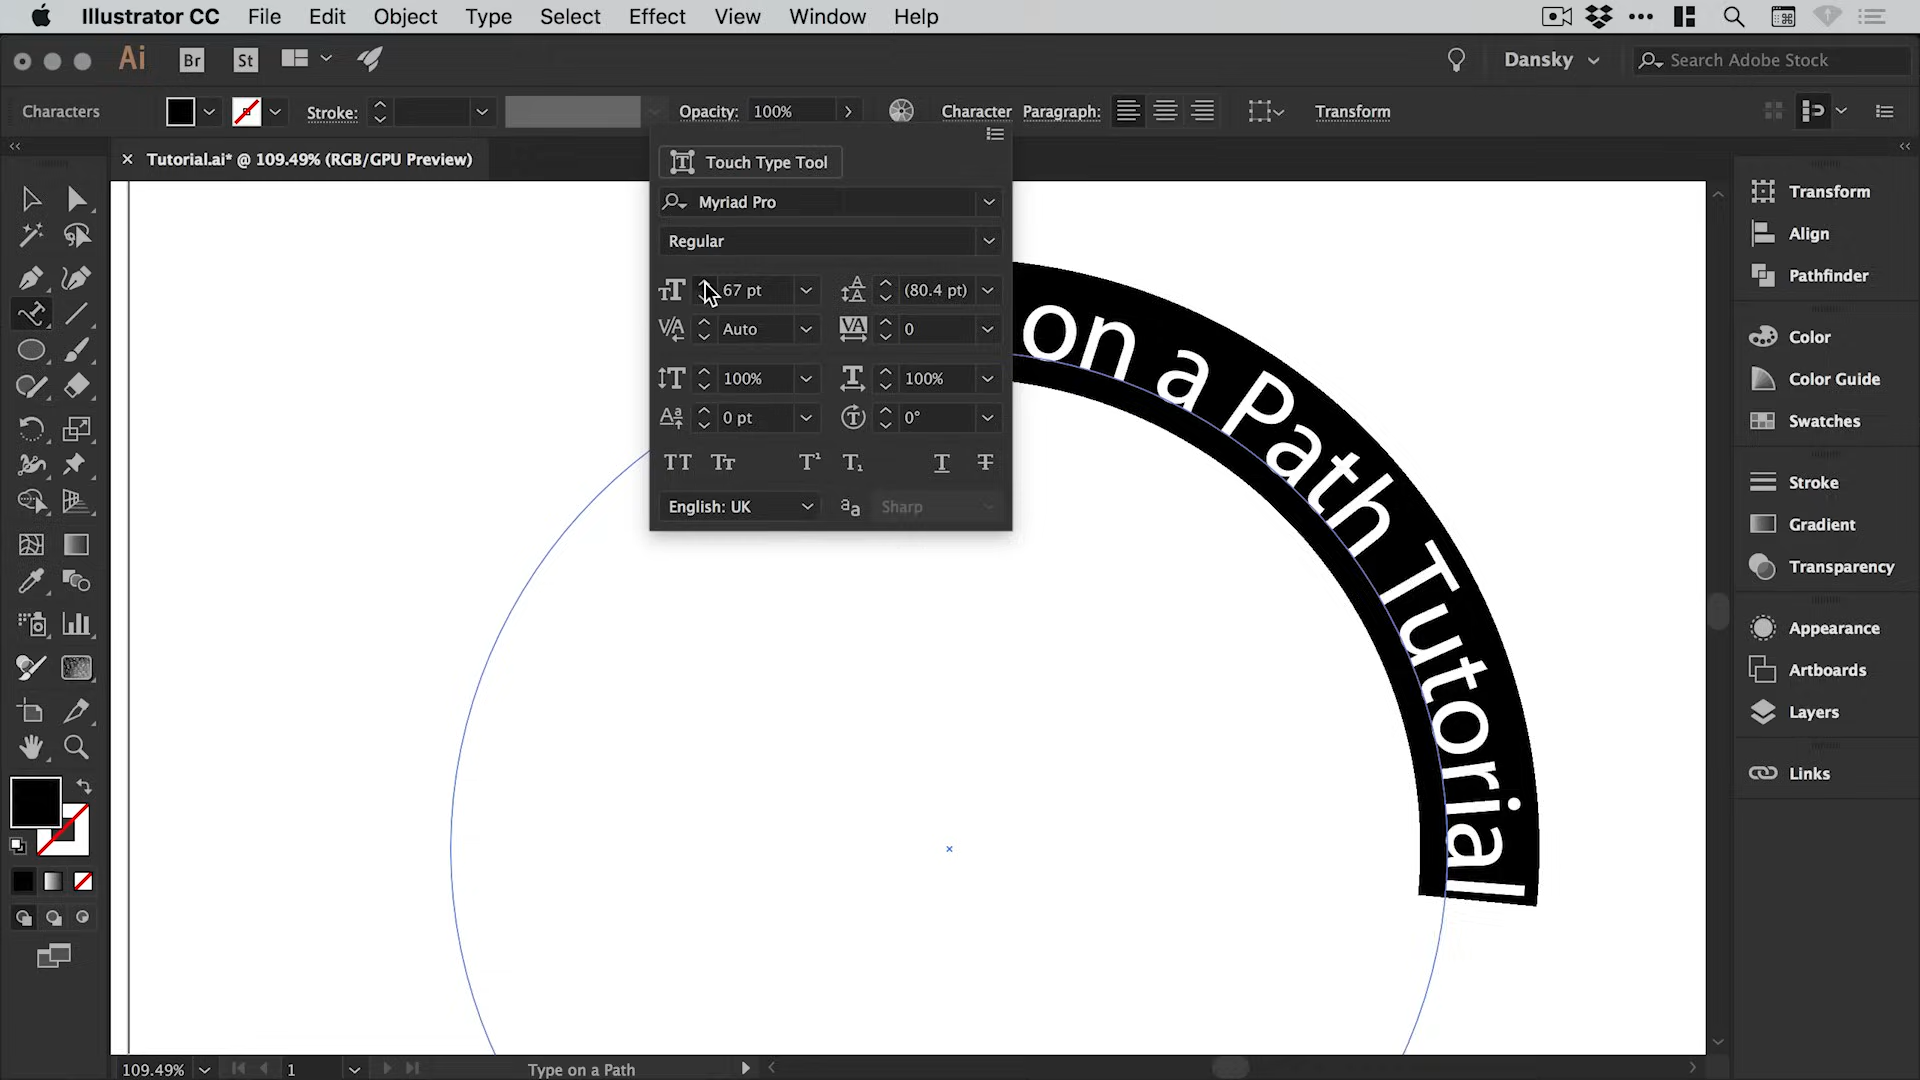 Illustrator CC File Edit Object Type Select Effect View Window Help
Ai Br St Dansky Search Adobe Stock
Characters Stroke: Opacity: 100% Character Paragraph: Transform
Tutorial.ai* @ 109.49% (RGB/GPU Preview)
Touch Type Tool
Myriad Pro
Regular
67 pt (80.4 pt)
Auto 0
100% 100%
0 pt 0°
English: UK Sharp
on a Path Tutorial
Transform
Align
Pathfinder
Color
Color Guide
Swatches
Stroke
Gradient
Transparency
Appearance
Artboards
Layers
Links
109.49% 1 Type on a Path